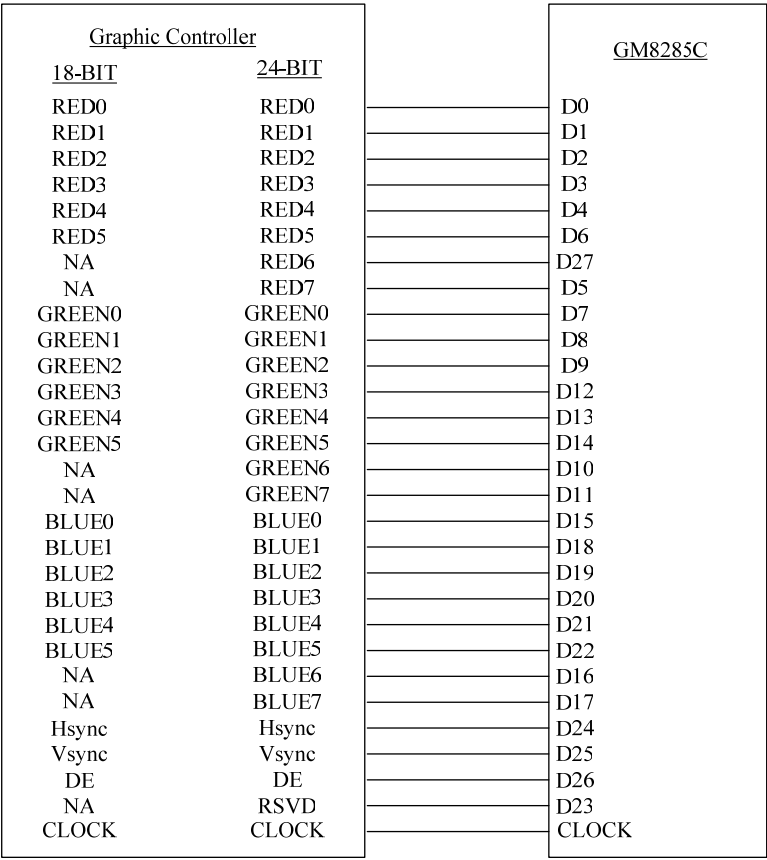 Graphic Controller GM8285C
18-BIT 24-BIT
RED0 RED0 D0
RED1 RED1 D1
RED2 RED2 D2
RED3 RED3 D3
RED4 RED4 D4
RED5 RED5 D6
NA RED6 D27
NA RED7 D5
GREEN0 GREEN0 D7
GREEN1 GREEN1 D8
GREEN2 GREEN2 D9
GREEN3 GREEN3 D12
GREEN4 GREEN4 D13
GREEN5 GREEN5 D14
NA GREEN6 D10
NA GREEN7 D11
BLUE0 BLUE0 D15
BLUE1 BLUE1 D18
BLUE2 BLUE2 D19
BLUE3 BLUE3 D20
BLUE4 BLUE4 D21
BLUE5 BLUE5 D22
NA BLUE6 D16
NA BLUE7 D17
Hsync Hsync D24
Vsync Vsync D25
DE DE D26
NA RSVD D23
CLOCK CLOCK CLOCK